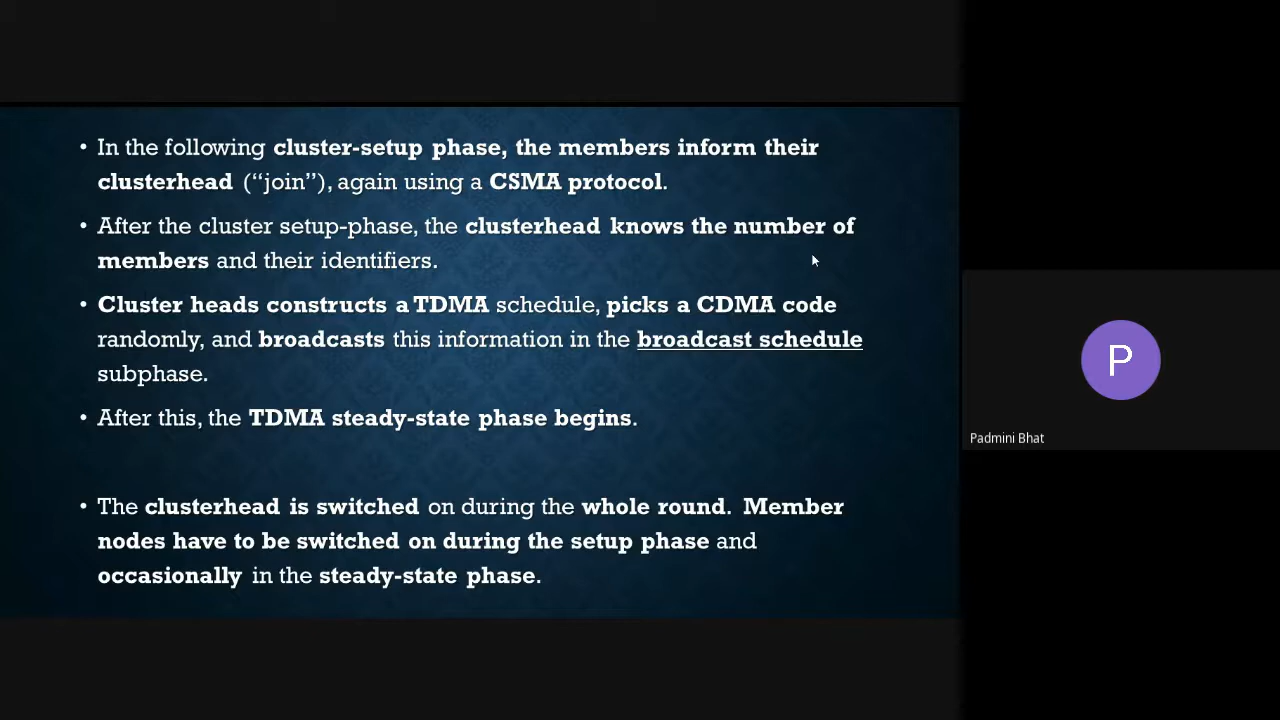 • In the following cluster-setup phase, the members inform their
clusterhead (“join”), again using a CSMA protocol.
• After the cluster setup-phase, the clusterhead knows the number of
members and their identifiers.
• Cluster heads constructs a TDMA schedule, picks a CDMA code
randomly, and broadcasts this information in the broadcast schedule
subphase.
• After this, the TDMA steady-state phase begins.
• The clusterhead is switched on during the whole round. Member
nodes have to be switched on during the setup phase and
occasionally in the steady-state phase.
P
Padmini Bhat